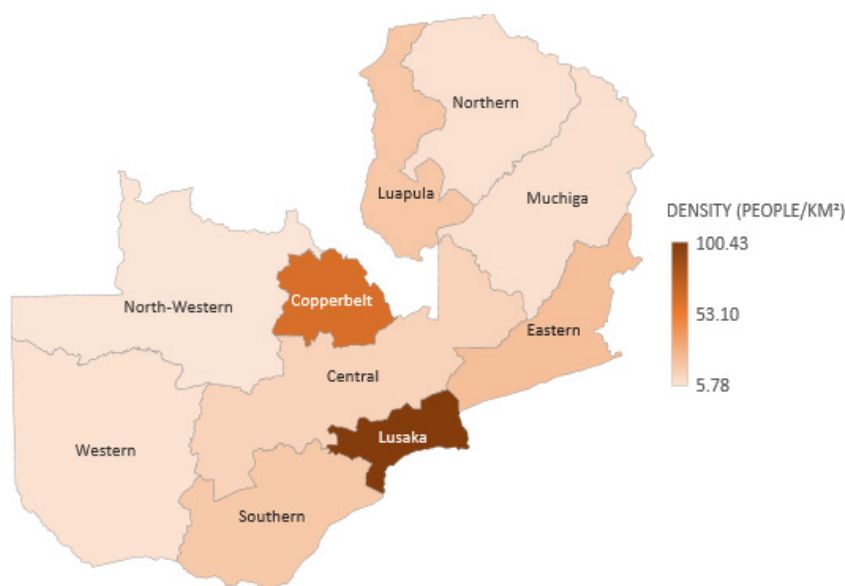 Northern
Luapula
Muchiga
DENSITY (PEOPLE/KM²)
100.43
53.10
5.78
North-Western
Copperbelt
Eastern
Central
Lusaka
Western
Southern